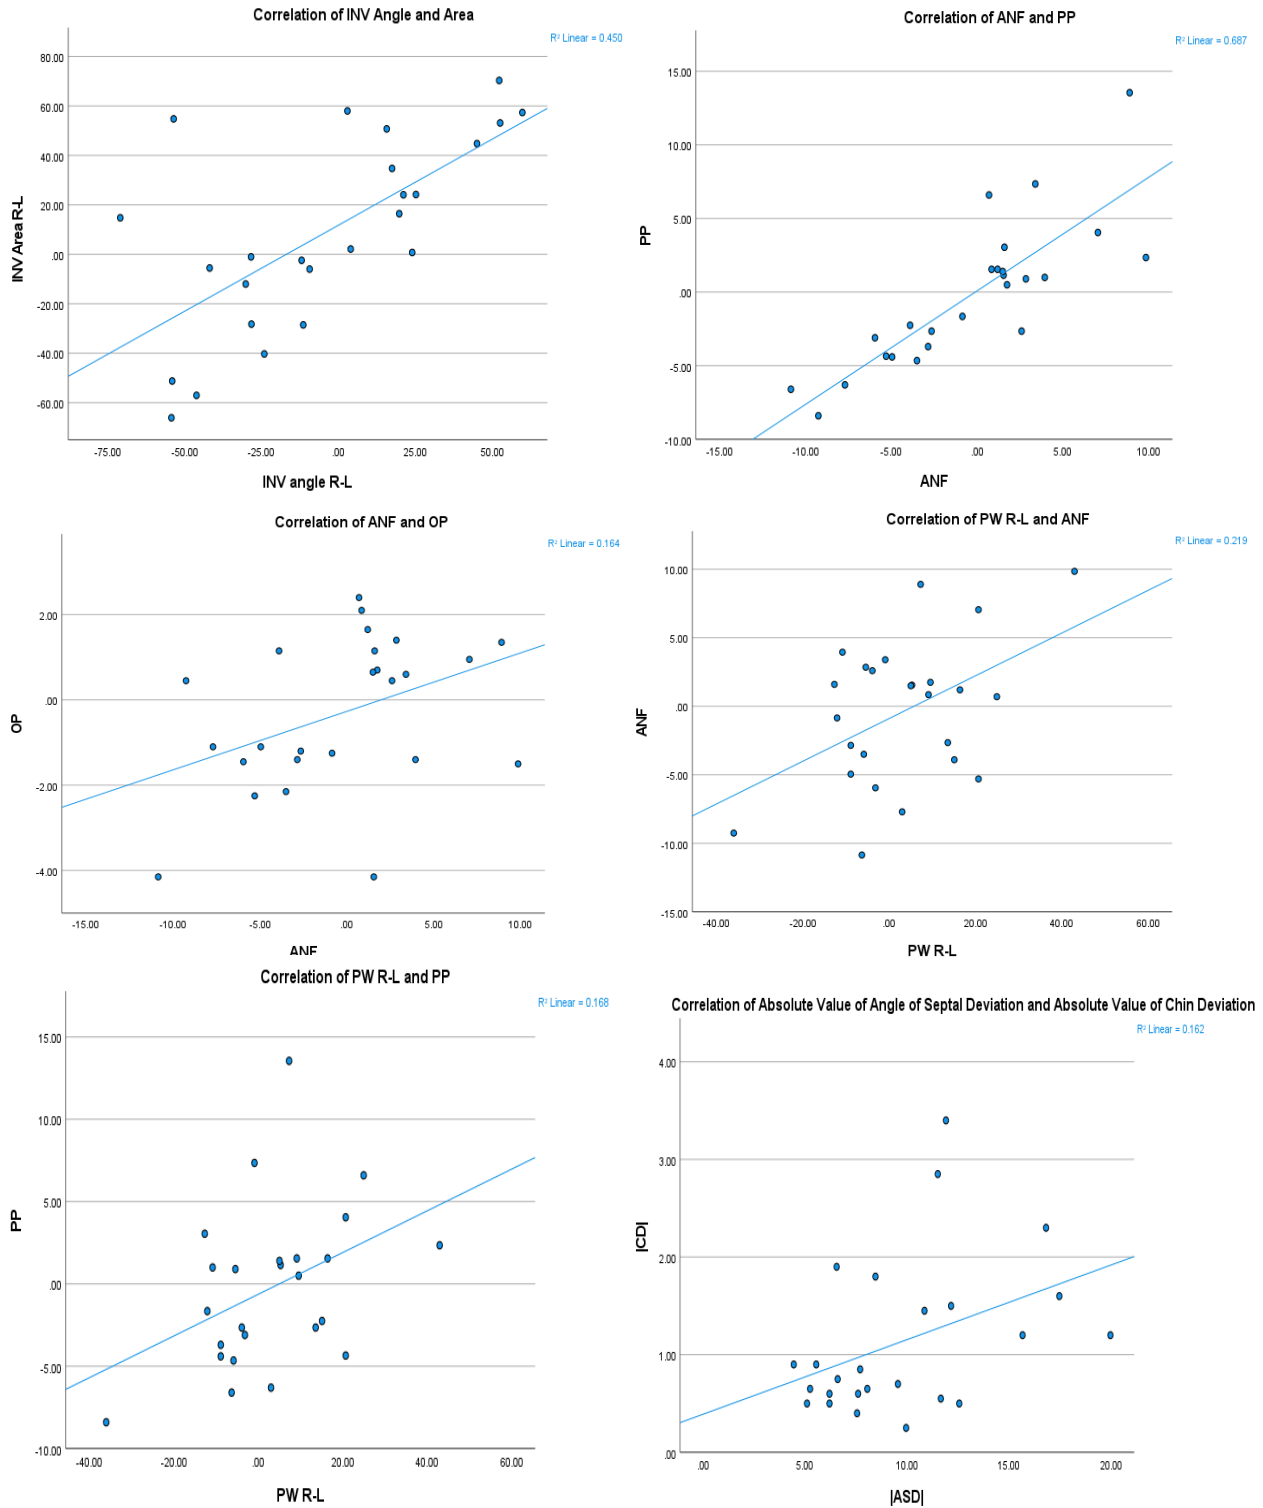 Correlation of INV Angle and Area
R² Linear = 0.450
80.00
60.00
40.00
20.00
.00
-20.00
-40.00
-60.00
INV Area R-L
-75.00 -50.00 -25.00 .00 25.00 50.00
INV angle R-L
Correlation of ANF and PP
R² Linear = 0.687
15.00
10.00
5.00
.00
-5.00
-10.00
PP
-15.00 -10.00 -5.00 .00 5.00 10.00
ANF
Correlation of ANF and OP
R² Linear = 0.164
2.00
.00
-2.00
-4.00
OP
-15.00 -10.00 -5.00 .00 5.00 10.00
ANF
Correlation of PW R-L and ANF
R² Linear = 0.219
10.00
5.00
.00
-5.00
-10.00
-15.00
ANF
-40.00 -20.00 .00 20.00 40.00 60.00
PW R-L
Correlation of PW R-L and PP
R² Linear = 0.168
15.00
10.00
5.00
.00
-5.00
-10.00
PP
-40.00 -20.00 .00 20.00 40.00 60.00
PW R-L
Correlation of Absolute Value of Angle of Septal Deviation and Absolute Value of Chin Deviation
R² Linear = 0.162
4.00
3.00
2.00
1.00
.00
|CD|
.00 5.00 10.00 15.00 20.00
|ASD|